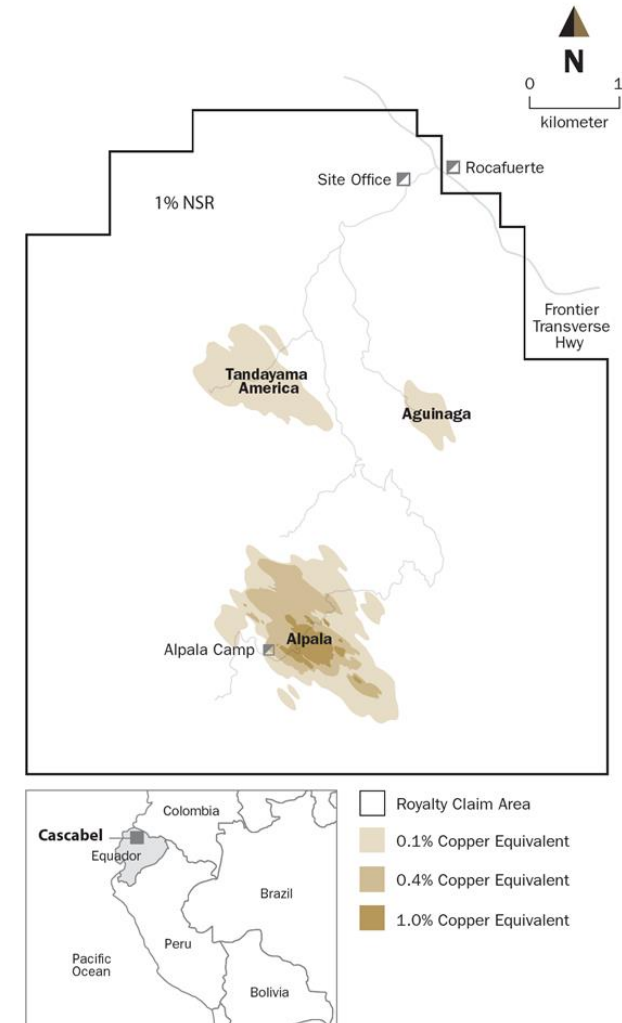 N
0 1
kilometer
Rocafuerte
Site Office
1% NSR
Frontier
Transverse
Hwy
Tandayama
America
Aguinaga
Alpala
Alpala Camp
Royalty Claim Area
0.1% Copper Equivalent
0.4% Copper Equivalent
1.0% Copper Equivalent
Colombia
Cascabel
Equador
Brazil
Peru
Pacific
Ocean
Bolivia